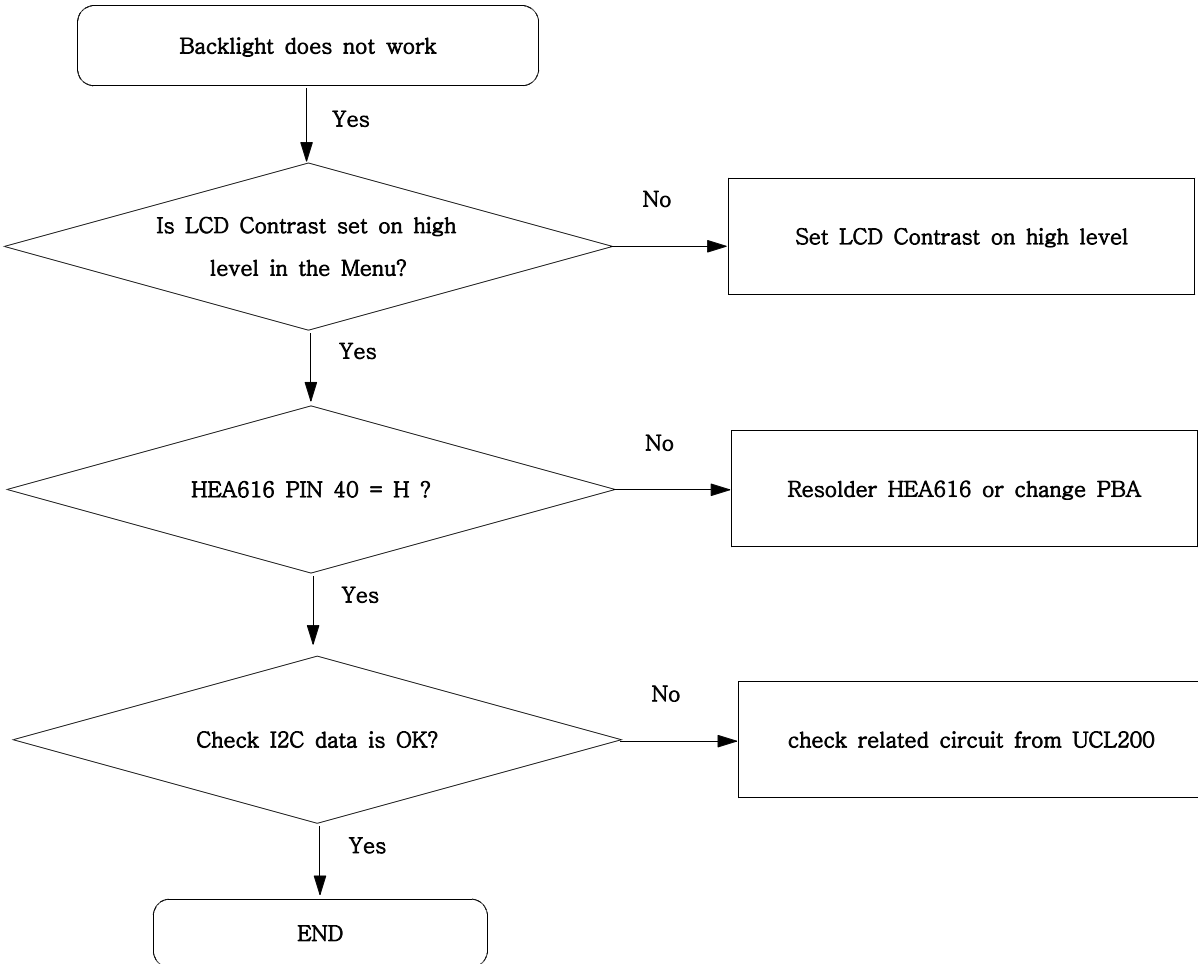 Backlight does not work
Yes
Is LCD Contrast set on high
level in the Menu?
No
Set LCD Contrast on high level
Yes
HEA616 PIN 40 = H ?
No
Resolder HEA616 or change PBA
Yes
Check I2C data is OK?
No
check related circuit from UCL200
Yes
END